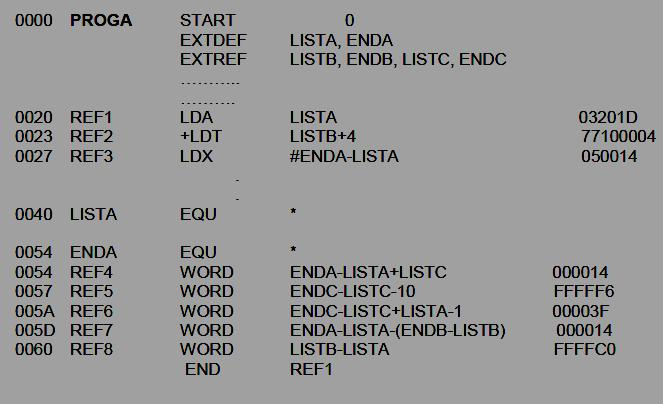 0000 PROGA START 0
EXTDEF LISTA, ENDA
EXTREF LISTB, ENDB, LISTC, ENDC
...........
..........
0020 REF1 LDA LISTA 03201D
0023 REF2 +LDT LISTB+4 77100004
0027 REF3 LDX #ENDA-LISTA 050014
.
.
0040 LISTA EQU *
0054 ENDA EQU *
0054 REF4 WORD ENDA-LISTA+LISTC 000014
0057 REF5 WORD ENDC-LISTC-10 FFFFF6
005A REF6 WORD ENDC-LISTC+LISTA-1 00003F
005D REF7 WORD ENDA-LISTA-(ENDB-LISTB) 000014
0060 REF8 WORD LISTB-LISTA FFFFC0
END REF1